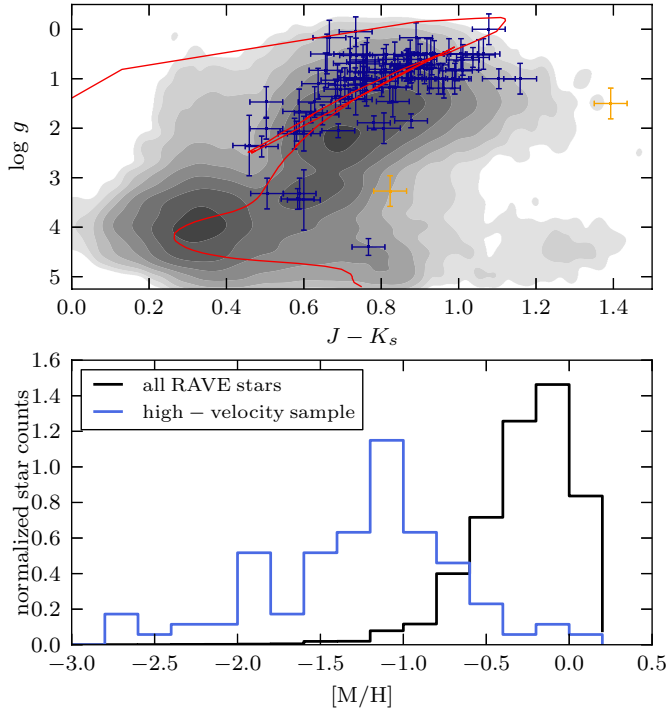 0
1
2
3
4
5
log g
0.0 0.2 0.4 0.6 0.8 1.0 1.2 1.4
J − Kₛ
1.6
1.4
1.2
1.0
0.8
0.6
0.4
0.2
0.0
normalized star counts
all RAVE stars
high − velocity sample
−3.0 −2.5 −2.0 −1.5 −1.0 −0.5 0.0 0.5
[M/H]